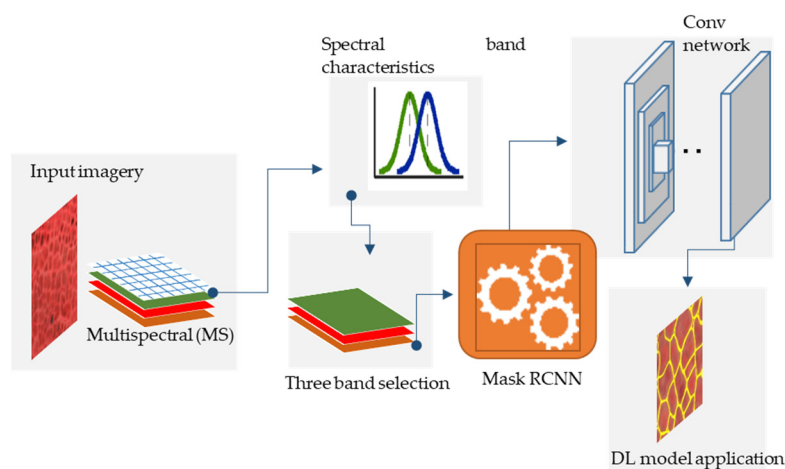 Input imagery
Multispectral (MS)
Spectral band
characteristics
Three band selection
Mask RCNN
Conv
network
DL model application